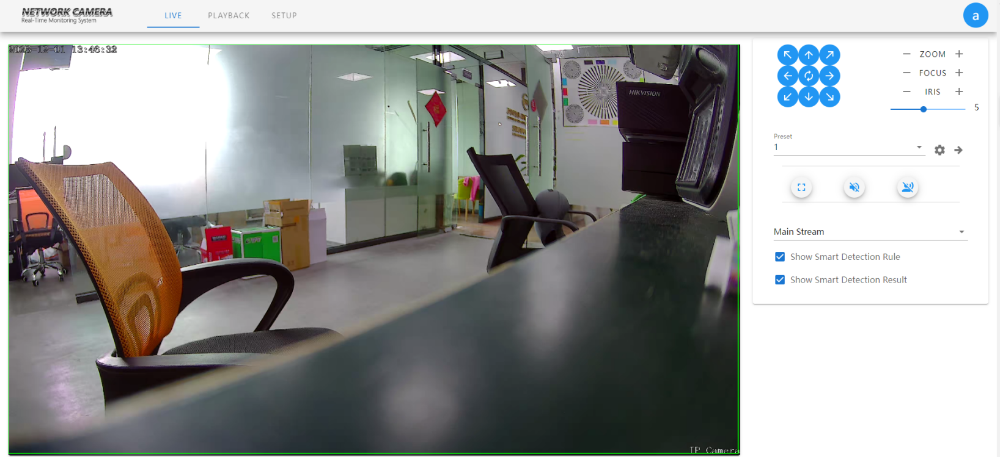 NETWORK CAMERA
Real-Time Monitoring System
LIVE
PLAYBACK
SETUP
a
2023-12-01 13:46:32
HIKVISION
IP Camera
ZOOM
FOCUS
IRIS
5
Preset
1
Main Stream
Show Smart Detection Rule
Show Smart Detection Result